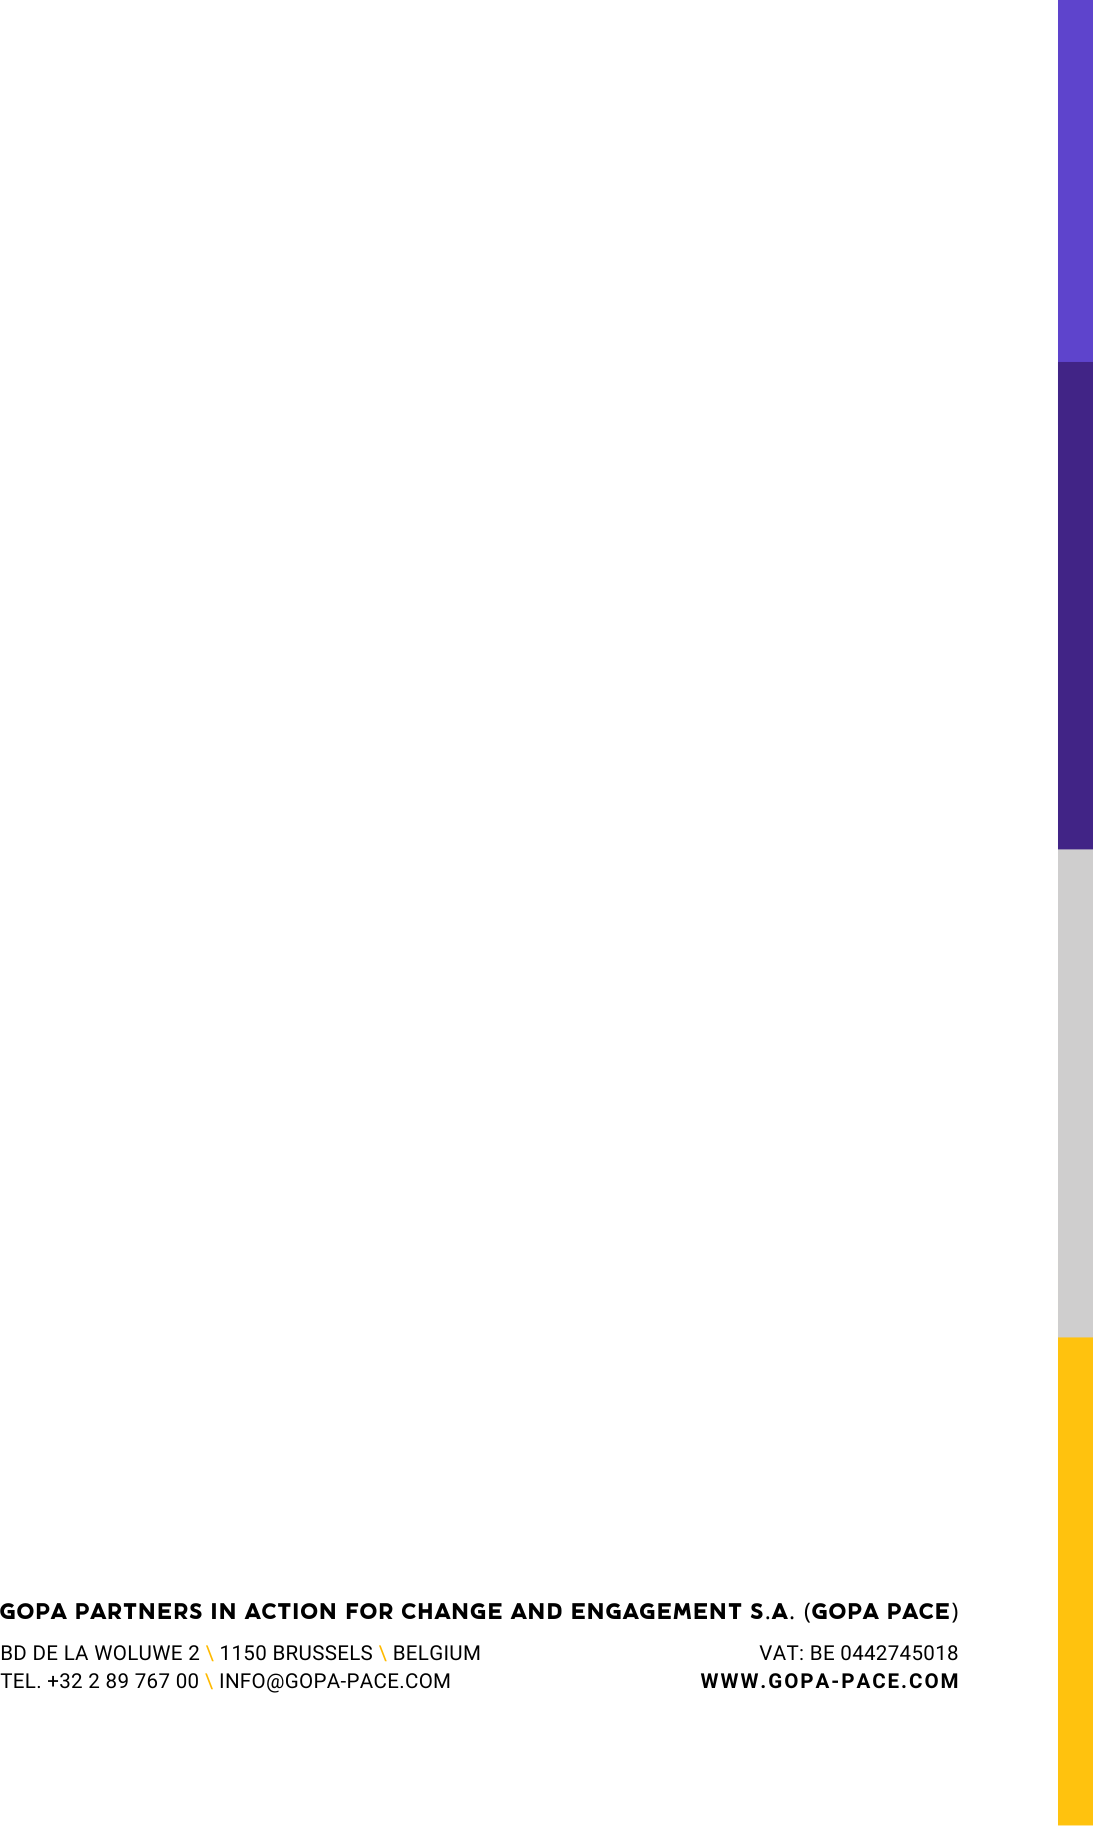 GOPA PARTNERS IN ACTION FOR CHANGE AND ENGAGEMENT S.A. (GOPA PACE)
BD DE LA WOLUWE 2 \ 1150 BRUSSELS \ BELGIUM
TEL. +32 2 89 767 00 \ INFO@GOPA-PACE.COM
VAT: BE 0442745018
WWW.GOPA-PACE.COM